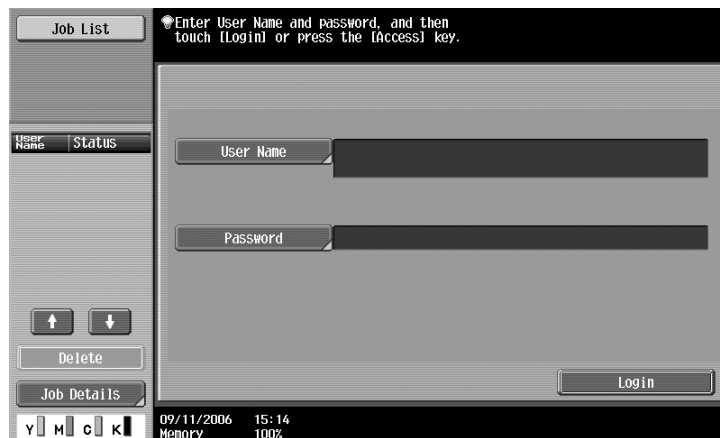 Job List
Enter User Name and password, and then
touch [Login] or press the [Access] key.
User Name
Status
User Name
Password
Delete
Job Details
Login
Y M C K
09/11/2006 15:14
Memory 100%